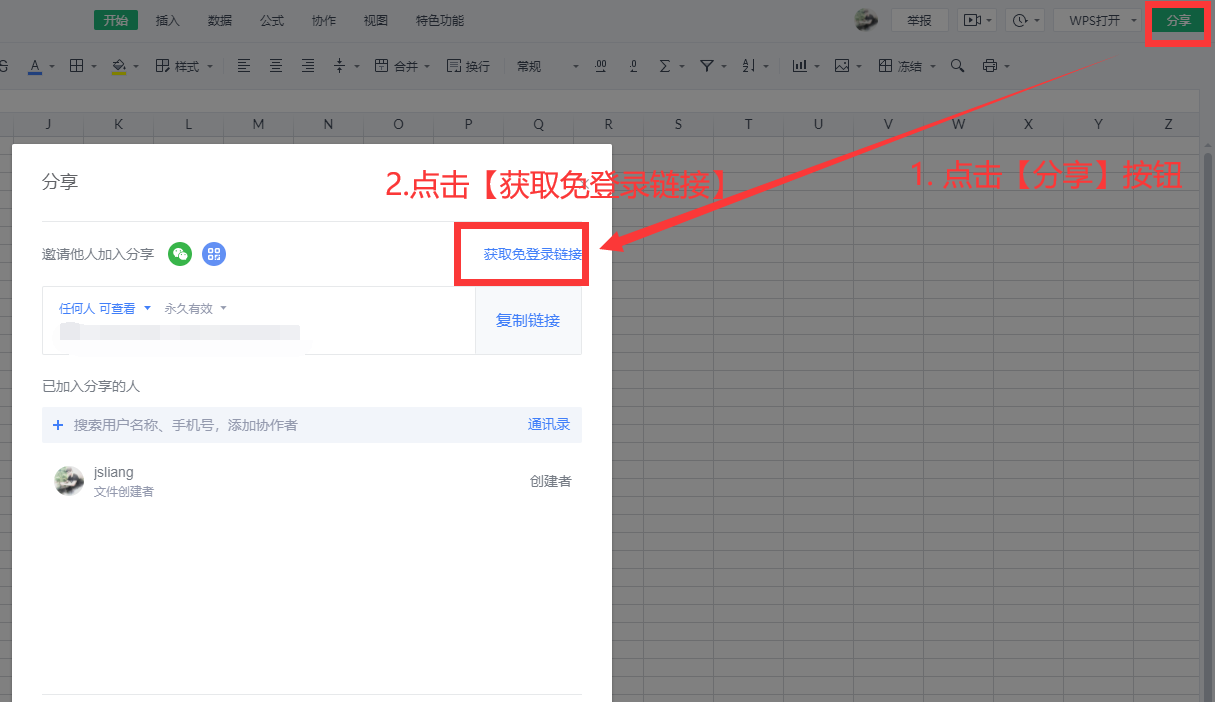 开始 插入 数据 公式 协作 视图 特色功能 举报 WPS打开 分享
S A 样式 合并 换行 常规 .00 .0 冻结
J K L M N O P Q R S T U V W X Y Z
1. 点击【分享】按钮
分享
2.点击【获取免登录链接】
邀请他人加入分享 获取免登录链接
任何人 可查看 永久有效
复制链接
已加入分享的人
+ 搜索用户名称、手机号，添加协作者 通讯录
jsliang
文件创建者
创建者